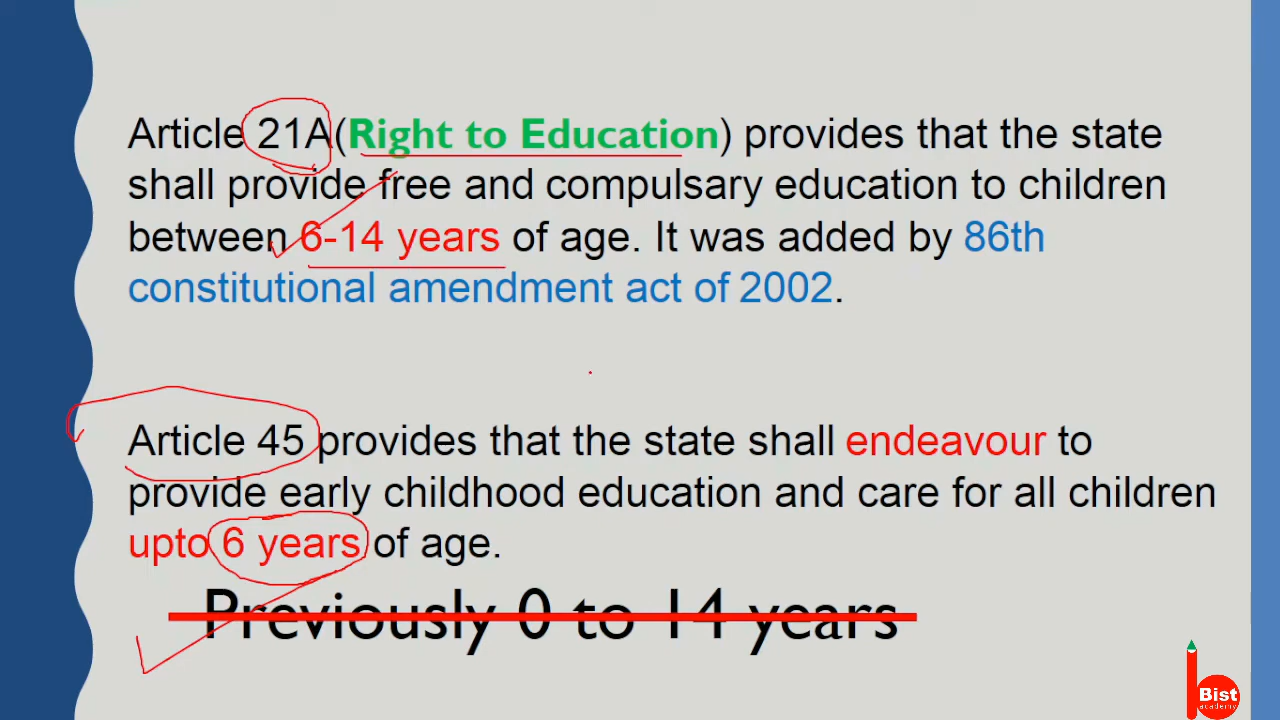 Article 21A(Right to Education) provides that the state
shall provide free and compulsary education to children
between 6-14 years of age. It was added by 86th
constitutional amendment act of 2002.
Article 45 provides that the state shall endeavour to
provide early childhood education and care for all children
upto 6 years of age.
Previously 0 to 14 years
Bist
academy